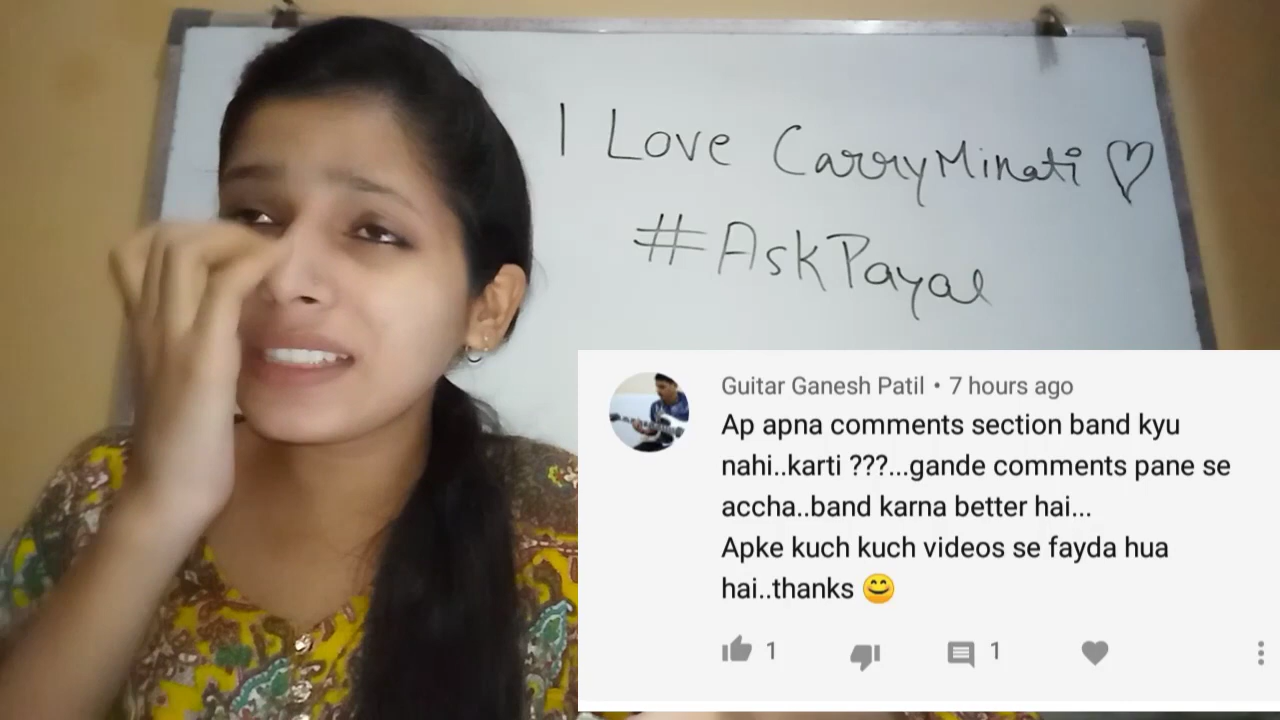 I Love CarryMinati ♡
#AskPayal
Guitar Ganesh Patil • 7 hours ago
Ap apna comments section band kyu
nahi..karti ???...gande comments pane se
accha..band karna better hai...
Apke kuch kuch videos se fayda hua
hai..thanks 😊
1
1